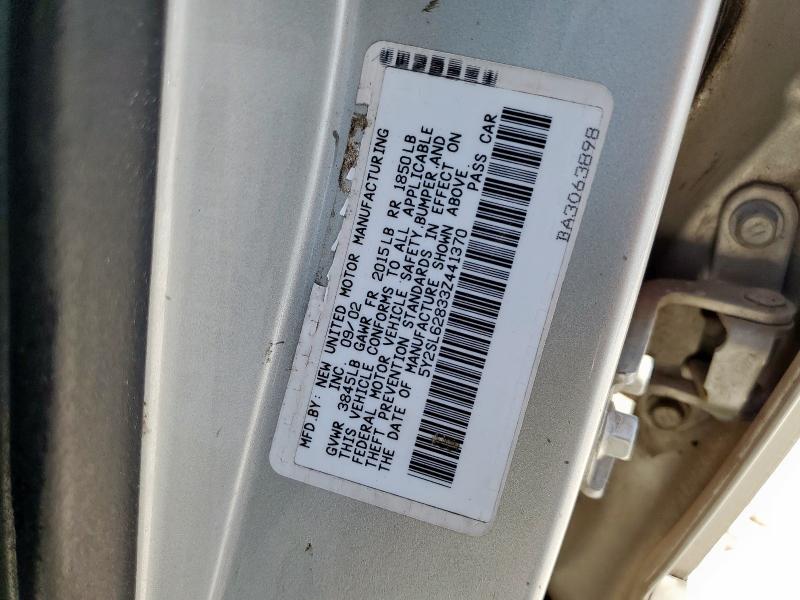 MFD.BY: NEW UNITED MOTOR MANUFACTURING
INC. 09/02
GVWR 3845LB GAWR FR 2015LB RR 1850LB
THIS VEHICLE CONFORMS TO ALL APPLICABLE
FEDERAL MOTOR VEHICLE SAFETY, BUMPER, AND
THEFT PREVENTION STANDARDS IN EFFECT ON
THE DATE OF MANUFACTURE SHOWN ABOVE.
5Y2SL62833Z441370 PASS CAR
BA3063898